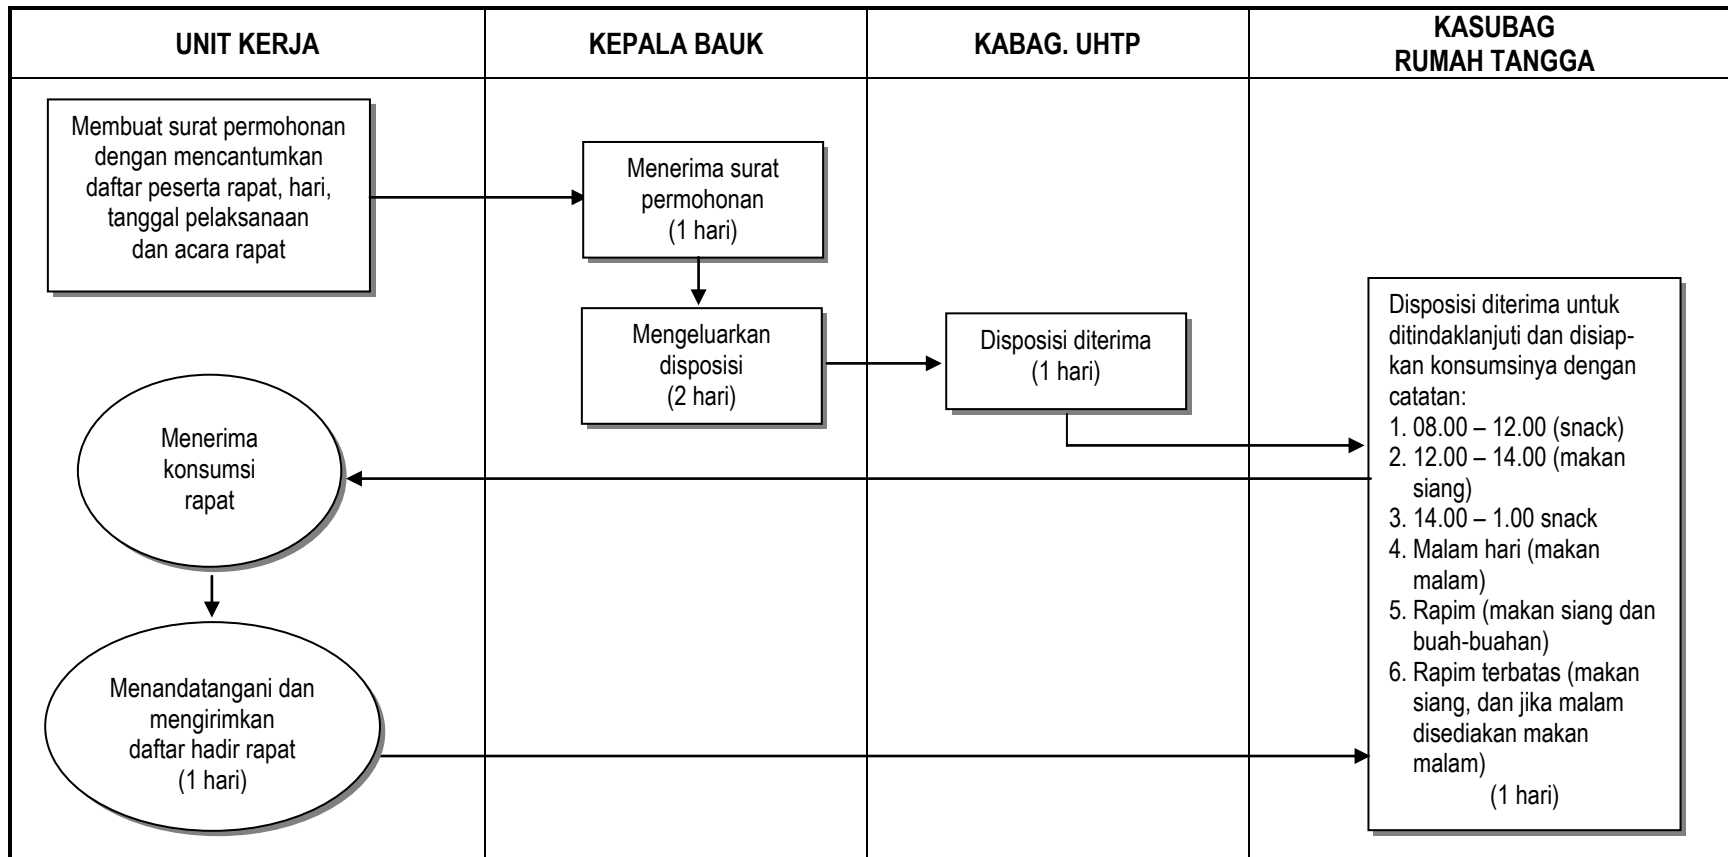 UNIT KERJA
KEPALA BAUK
KABAG. UHTP
KASUBAG
RUMAH TANGGA
Membuat surat permohonan
dengan mencantumkan
daftar peserta rapat, hari,
tanggal pelaksanaan
dan acara rapat
Menerima surat
permohonan
(1 hari)
Mengeluarkan
disposisi
(2 hari)
Disposisi diterima
(1 hari)
Disposisi diterima untuk
ditindaklanjuti dan disiap-
kan konsumsinya dengan
catatan:
1. 08.00 – 12.00 (snack)
2. 12.00 – 14.00 (makan
siang)
3. 14.00 – 1.00 snack
4. Malam hari (makan
malam)
5. Rapim (makan siang dan
buah-buahan)
6. Rapim terbatas (makan
siang, dan jika malam
disediakan makan
malam)
(1 hari)
Menerima
konsumsi
rapat
Menandatangani dan
mengirimkan
daftar hadir rapat
(1 hari)